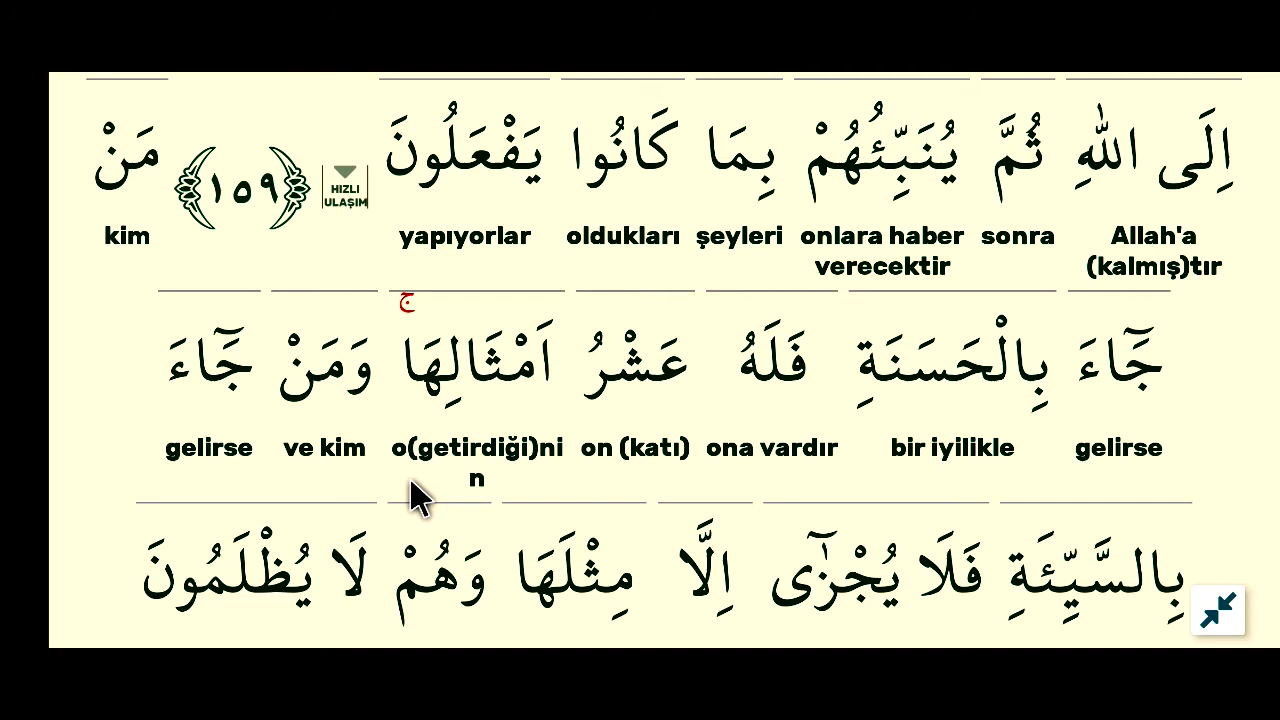 اِلَى اللّٰهِ ثُمَّ يُنَبِّئُهُمْ بِمَا كَانُوا يَفْعَلُونَ HIZLI ULAŞIM ﴿١٥٩﴾ مَنْ
Allah'a (kalmış)tır sonra onlara haber verecektir şeyleri oldukları yapıyorlar kim
جَٓاءَ بِالْحَسَنَةِ فَلَهُ عَشْرُ اَمْثَالِهَاۚ وَمَنْ جَٓاءَ
gelirse bir iyilikle ona vardır on (katı) o(getirdiği)ni n ve kim gelirse
بِالسَّيِّئَةِ فَلَا يُجْزٰٓى اِلَّا مِثْلَهَا وَهُمْ لَا يُظْلَمُونَ